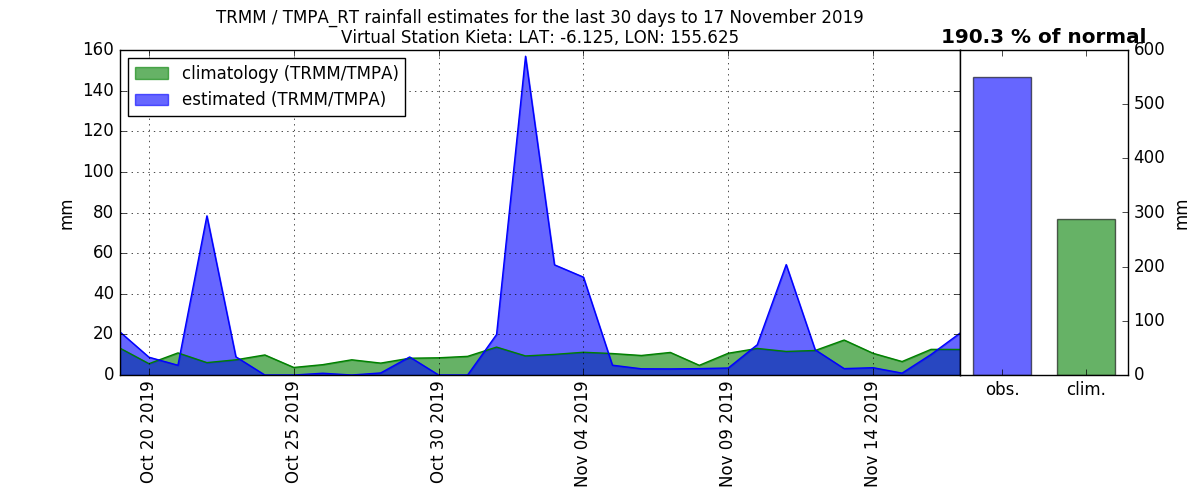 TRMM / TMPA_RT rainfall estimates for the last 30 days to 17 November 2019
Virtual Station Kieta: LAT: -6.125, LON: 155.625
190.3 % of normal
climatology (TRMM/TMPA)
estimated (TRMM/TMPA)
mm
160
140
120
100
80
60
40
20
0
Oct 20 2019
Oct 25 2019
Oct 30 2019
Nov 04 2019
Nov 09 2019
Nov 14 2019
600
500
400
300
200
100
0
mm
obs.
clim.